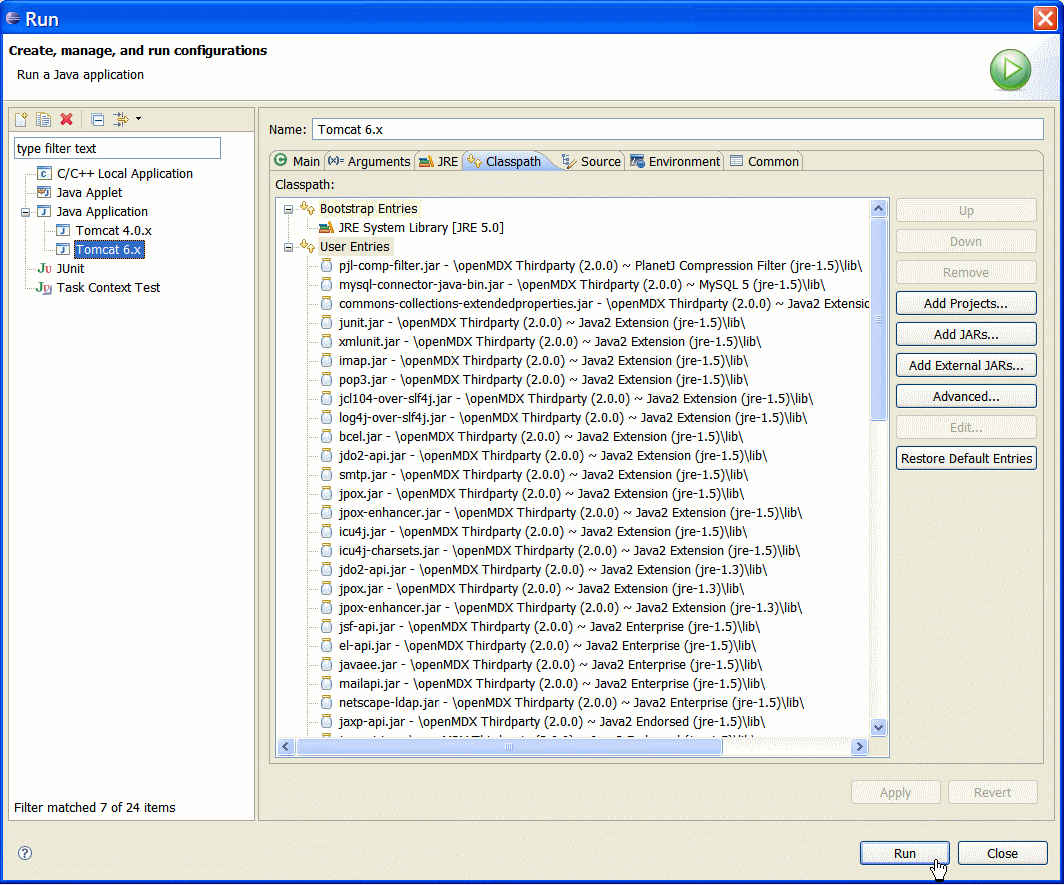 Run
Create, manage, and run configurations
Run a Java application
type filter text
C/C++ Local Application
Java Applet
Java Application
Tomcat 4.0.x
Tomcat 6.x
JUnit
Task Context Test
Filter matched 7 of 24 items
Name: Tomcat 6.x
Main (x)= Arguments JRE Classpath Source Environment Common
Classpath:
Bootstrap Entries
JRE System Library [JRE 5.0]
User Entries
pjl-comp-filter.jar - \openMDX Thirdparty (2.0.0) ~ PlanetJ Compression Filter (jre-1.5)\lib\
mysql-connector-java-bin.jar - \openMDX Thirdparty (2.0.0) ~ MySQL 5 (jre-1.5)\lib\
commons-collections-extendedproperties.jar - \openMDX Thirdparty (2.0.0) ~ Java2 Extensic
junit.jar - \openMDX Thirdparty (2.0.0) ~ Java2 Extension (jre-1.5)\lib\
xmlunit.jar - \openMDX Thirdparty (2.0.0) ~ Java2 Extension (jre-1.5)\lib\
imap.jar - \openMDX Thirdparty (2.0.0) ~ Java2 Extension (jre-1.5)\lib\
pop3.jar - \openMDX Thirdparty (2.0.0) ~ Java2 Extension (jre-1.5)\lib\
jcl104-over-slf4j.jar - \openMDX Thirdparty (2.0.0) ~ Java2 Extension (jre-1.5)\lib\
log4j-over-slf4j.jar - \openMDX Thirdparty (2.0.0) ~ Java2 Extension (jre-1.5)\lib\
bcel.jar - \openMDX Thirdparty (2.0.0) ~ Java2 Extension (jre-1.5)\lib\
jdo2-api.jar - \openMDX Thirdparty (2.0.0) ~ Java2 Extension (jre-1.5)\lib\
smtp.jar - \openMDX Thirdparty (2.0.0) ~ Java2 Extension (jre-1.5)\lib\
jpox.jar - \openMDX Thirdparty (2.0.0) ~ Java2 Extension (jre-1.5)\lib\
jpox-enhancer.jar - \openMDX Thirdparty (2.0.0) ~ Java2 Extension (jre-1.5)\lib\
icu4j.jar - \openMDX Thirdparty (2.0.0) ~ Java2 Extension (jre-1.5)\lib\
icu4j-charsets.jar - \openMDX Thirdparty (2.0.0) ~ Java2 Extension (jre-1.5)\lib\
jdo2-api.jar - \openMDX Thirdparty (2.0.0) ~ Java2 Extension (jre-1.3)\lib\
jpox.jar - \openMDX Thirdparty (2.0.0) ~ Java2 Extension (jre-1.3)\lib\
jpox-enhancer.jar - \openMDX Thirdparty (2.0.0) ~ Java2 Extension (jre-1.3)\lib\
jsf-api.jar - \openMDX Thirdparty (2.0.0) ~ Java2 Enterprise (jre-1.5)\lib\
el-api.jar - \openMDX Thirdparty (2.0.0) ~ Java2 Enterprise (jre-1.5)\lib\
javaee.jar - \openMDX Thirdparty (2.0.0) ~ Java2 Enterprise (jre-1.5)\lib\
mailapi.jar - \openMDX Thirdparty (2.0.0) ~ Java2 Enterprise (jre-1.5)\lib\
netscape-ldap.jar - \openMDX Thirdparty (2.0.0) ~ Java2 Enterprise (jre-1.5)\lib\
jaxp-api.jar - \openMDX Thirdparty (2.0.0) ~ Java2 Endorsed (jre-1.5)\lib\
Up
Down
Remove
Add Projects...
Add JARs...
Add External JARs...
Advanced...
Edit...
Restore Default Entries
Apply Revert
Run Close